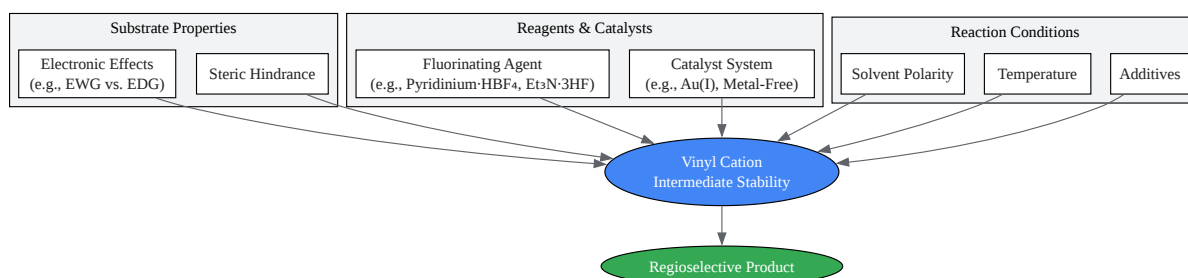 Substrate Properties
Electronic Effects
(e.g., EWG vs. EDG)
Steric Hindrance
Reagents & Catalysts
Fluorinating Agent
(e.g., Pyridinium·HBF₄, Et₃N·3HF)
Catalyst System
(e.g., Au(I), Metal-Free)
Reaction Conditions
Solvent Polarity
Temperature
Additives
Vinyl Cation
Intermediate Stability
Regioselective Product